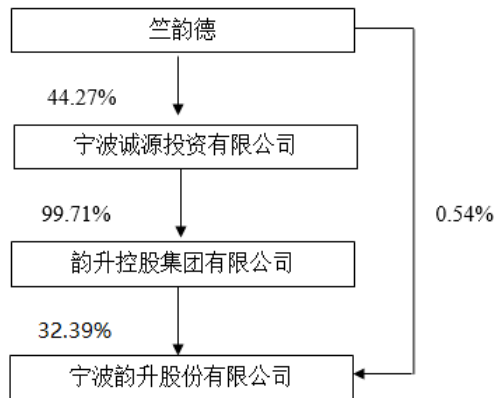 竺韵德
44.27%
宁波诚源投资有限公司
99.71%
0.54%
韵升控股集团有限公司
32.39%
宁波韵升股份有限公司